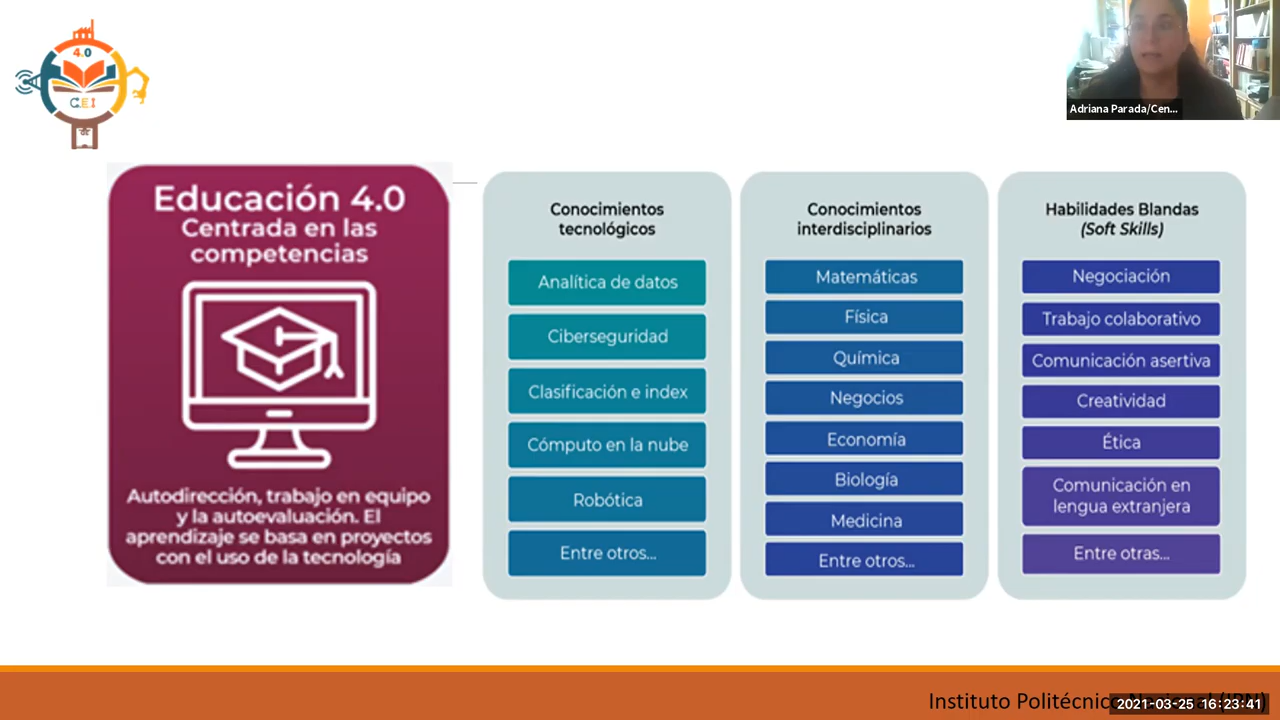 4.0
C.E.I
Adriana Parada/Cen...
Educación 4.0
Centrada en las
competencias
Autodirección, trabajo en equipo
y la autoevaluación. El
aprendizaje se basa en proyectos
con el uso de la tecnología
Conocimientos
tecnológicos
Analítica de datos
Ciberseguridad
Clasificación e index
Cómputo en la nube
Robótica
Entre otros...
Conocimientos
interdisciplinarios
Matemáticas
Física
Química
Negocios
Economía
Biología
Medicina
Entre otros...
Habilidades Blandas
(Soft Skills)
Negociación
Trabajo colaborativo
Comunicación asertiva
Creatividad
Ética
Comunicación en
lengua extranjera
Entre otras...
Instituto Politécnico Nacional (IPN)
2021-03-25 16:23:41